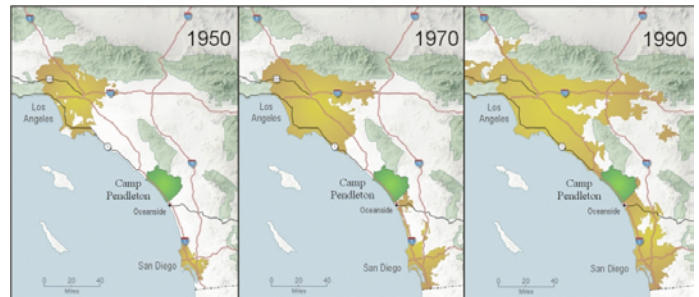 1950
Los
Angeles
Camp
Pendleton
Oceanside
San Diego
0 20 40
Miles
1970
Los
Angeles
Camp
Pendleton
Oceanside
San Diego
0 20 40
Miles
1990
Los
Angeles
Camp
Pendleton
Oceanside
San Diego
0 20 40
Miles